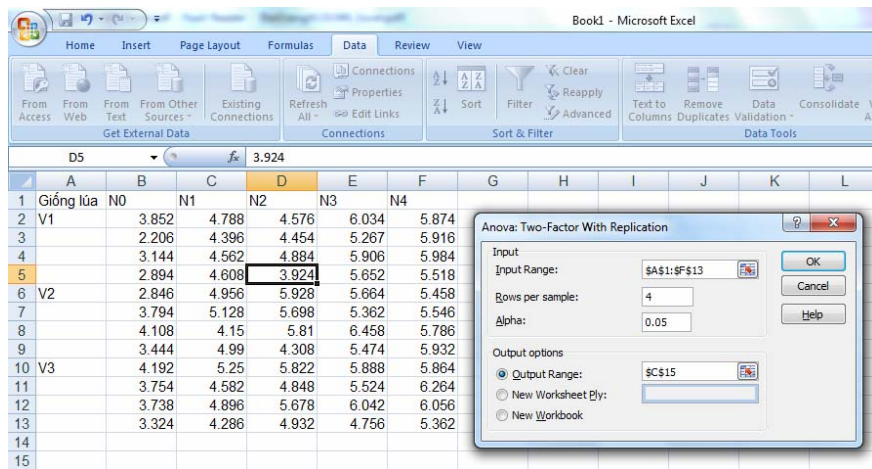 Book1 - Microsoft Excel
Home Insert Page Layout Formulas Data Review View
From Access From Web From Text From Other Sources Existing Connections
Get External Data
Refresh All Connections Properties Edit Links
Connections
Sort Filter Clear Reapply Advanced
Sort & Filter
Text to Columns Remove Duplicates Data Validation Consolidate
Data Tools
D5 fx 3.924
A B C D E F G H I J K L
1 Giống lúa N0 N1 N2 N3 N4
2 V1 3.852 4.788 4.576 6.034 5.874
3 2.206 4.396 4.454 5.267 5.916
4 3.144 4.562 4.884 5.906 5.984
5 2.894 4.608 3.924 5.652 5.518
6 V2 2.846 4.956 5.928 5.664 5.458
7 3.794 5.128 5.698 5.362 5.546
8 4.108 4.15 5.81 6.458 5.786
9 3.444 4.99 4.308 5.474 5.932
10 V3 4.192 5.25 5.822 5.888 5.864
11 3.754 4.582 4.848 5.524 6.264
12 3.738 4.896 5.678 6.042 6.056
13 3.324 4.286 4.932 4.756 5.362
14
15
Anova: Two-Factor With Replication
Input
Input Range: $A$1:$F$13
Rows per sample: 4
Alpha: 0.05
Output options
Output Range: $C$15
New Worksheet Ply:
New Workbook
OK
Cancel
Help